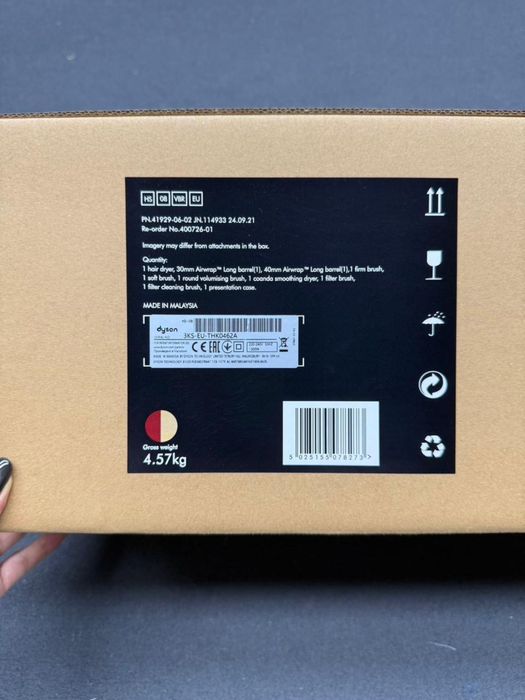 HS 08 VBR EU
PN.41929-06-02 JN.114933 24.09.21
Re-order No.400726-01
Imagery may differ from attachments in the box.
Quantity:
1 hair dryer, 30mm Airwrap™ Long barrel(1), 40mm Airwrap™ Long barrel(1),1 firm brush,
1 soft brush, 1 round volumising brush, 1 coanda smoothing dryer, 1 filter brush,
1 filter cleaning brush, 1 presentation case.
MADE IN MALAYSIA
dyson
3KS-EU-THK0462A
CE EAC
Gross weight
4.57kg
5 025155 078273 >